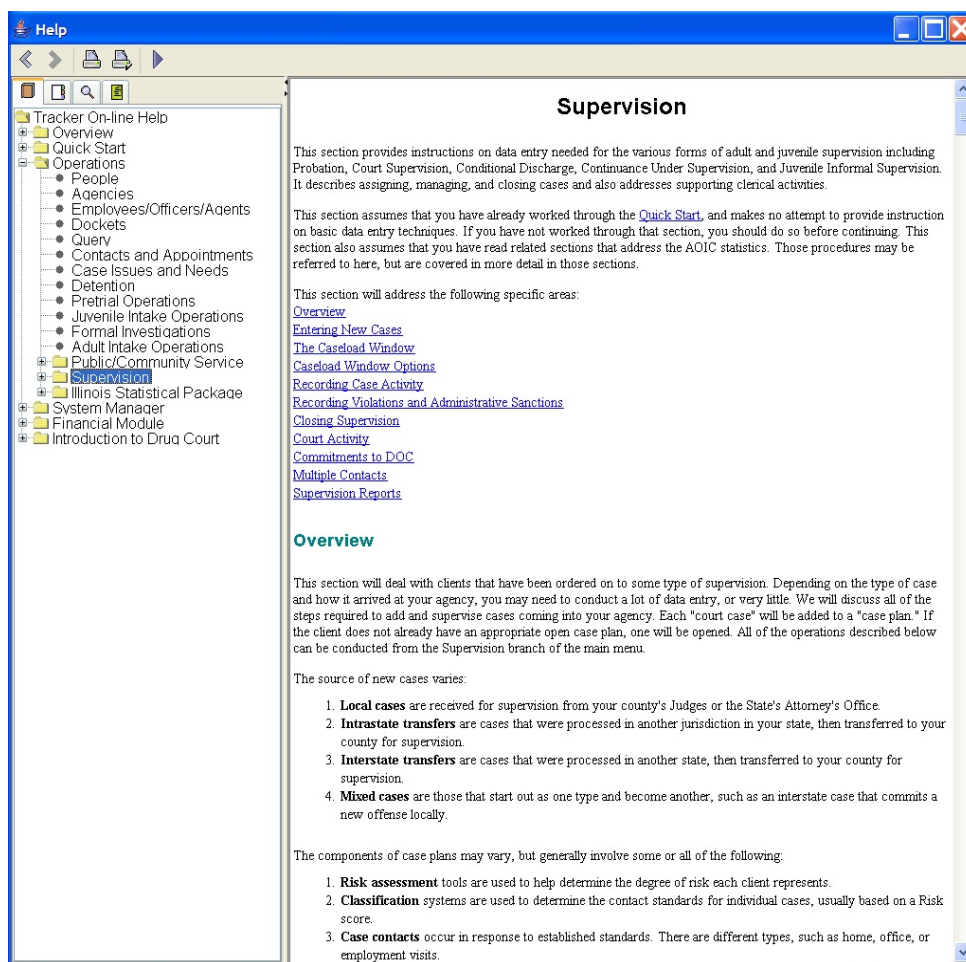 Help
Tracker On-line Help
Overview
Quick Start
Operations
People
Agencies
Employees/Officers/Agents
Dockets
Query
Contacts and Appointments
Case Issues and Needs
Detention
Pretrial Operations
Juvenile Intake Operations
Formal Investigations
Adult Intake Operations
Public/Community Service
Supervision
Illinois Statistical Package
System Manager
Financial Module
Introduction to Drug Court
Supervision
This section provides instructions on data entry needed for the various forms of adult and juvenile supervision including
Probation, Court Supervision, Conditional Discharge, Continuance Under Supervision, and Juvenile Informal Supervision.
It describes assigning, managing, and closing cases and also addresses supporting clerical activities.
This section assumes that you have already worked through the Quick Start, and makes no attempt to provide instruction
on basic data entry techniques. If you have not worked through that section, you should do so before continuing. This
section also assumes that you have read related sections that address the AOIC statistics. Those procedures may be
referred to here, but are covered in more detail in those sections.
This section will address the following specific areas:
Overview
Entering New Cases
The Caseload Window
Caseload Window Options
Recording Case Activity
Recording Violations and Administrative Sanctions
Closing Supervision
Court Activity
Commitments to DOC
Multiple Contacts
Supervision Reports
Overview
This section will deal with clients that have been ordered on to some type of supervision. Depending on the type of case
and how it arrived at your agency, you may need to conduct a lot of data entry, or very little. We will discuss all of the
steps required to add and supervise cases coming into your agency. Each "court case" will be added to a "case plan." If
the client does not already have an appropriate open case plan, one will be opened. All of the operations described below
can be conducted from the Supervision branch of the main menu.
The source of new cases varies:
1. Local cases are received for supervision from your county's Judges or the State's Attorney's Office.
2. Intrastate transfers are cases that were processed in another jurisdiction in your state, then transferred to your
county for supervision.
3. Interstate transfers are cases that were processed in another state, then transferred to your county for
supervision.
4. Mixed cases are those that start out as one type and become another, such as an interstate case that commits a
new offense locally.
The components of case plans may vary, but generally involve some or all of the following:
1. Risk assessment tools are used to help determine the degree of risk each client represents.
2. Classification systems are used to determine the contact standards for individual cases, usually based on a Risk
score.
3. Case contacts occur in response to established standards. There are different types, such as home, office, or
employment visits.